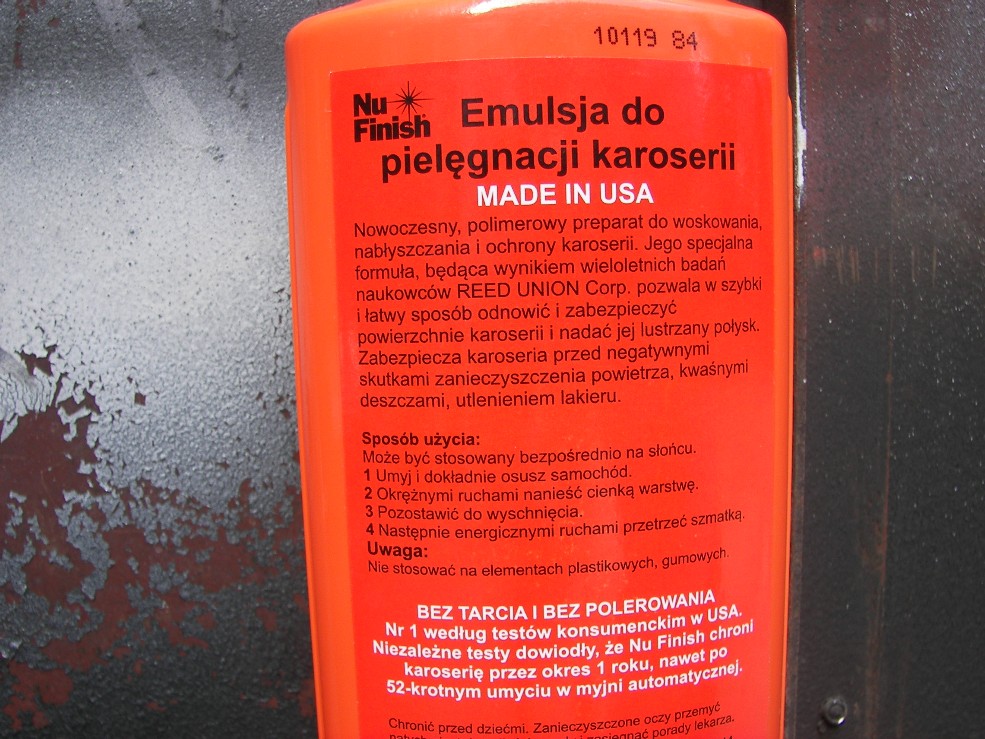 10119 84
Nu
Finish
Emulsja do
pielęgnacji karoserii
MADE IN USA
Nowoczesny, polimerowy preparat do woskowania,
nabłyszczania i ochrony karoserii. Jego specjalna
formuła, będąca wynikiem wieloletnich badań
naukowców REED UNION Corp. pozwala w szybki
i łatwy sposób odnowić i zabezpieczyć
powierzchnie karoserii i nadać jej lustrzany połysk.
Zabezpiecza karoseria przed negatywnymi
skutkami zanieczyszczenia powietrza, kwaśnymi
deszczami, utlenieniem lakieru.
Sposób użycia:
Może być stosowany bezpośrednio na słońcu.
1 Umyj i dokładnie osusz samochód.
2 Okrężnymi ruchami nanieść cienką warstwę.
3 Pozostawić do wyschnięcia.
4 Następnie energicznymi ruchami przetrzeć szmatką.
Uwaga:
Nie stosować na elementach plastikowych, gumowych.
BEZ TARCIA I BEZ POLEROWANIA
Nr 1 według testów konsumenckim w USA.
Niezależne testy dowiodły, że Nu Finish chroni
karoserię przez okres 1 roku, nawet po
52-krotnym umyciu w myjni automatycznej.
Chronić przed dziećmi. Zanieczyszczone oczy przemyć
zasięgnąć porady lekarza.